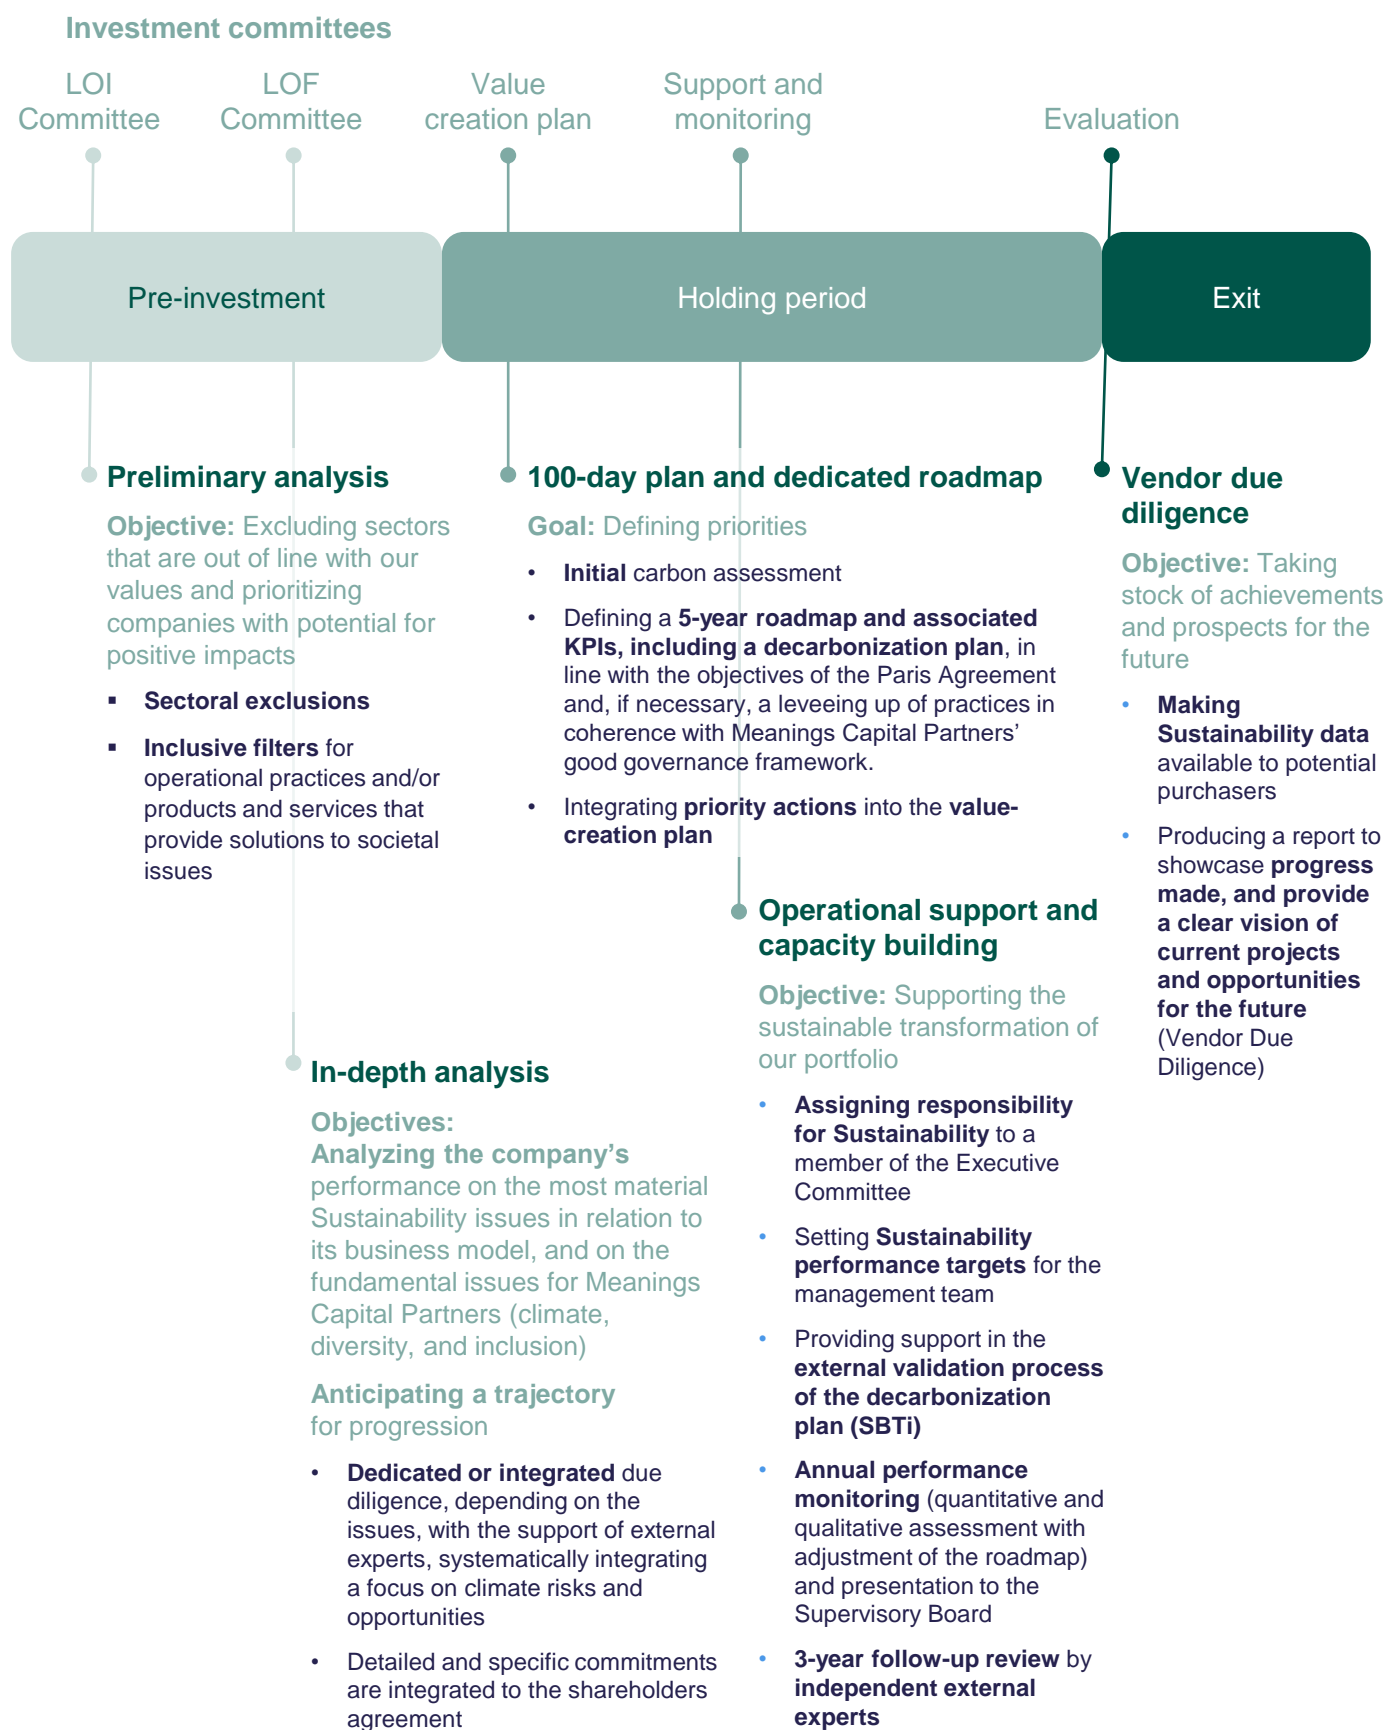 Investment committees
LOI
Committee
LOF
Committee
Value
creation plan
Support and
monitoring
Evaluation
Pre-investment
Holding period
Exit
Preliminary analysis
Objective: Excluding sectors
that are out of line with our
values and prioritizing
companies with potential for
positive impacts
▪ Sectoral exclusions
▪ Inclusive filters for
operational practices and/or
products and services that
provide solutions to societal
issues
In-depth analysis
Objectives:
Analyzing the company’s
performance on the most material
Sustainability issues in relation to
its business model, and on the
fundamental issues for Meanings
Capital Partners (climate,
diversity, and inclusion)
Anticipating a trajectory
for progression
• Dedicated or integrated due
diligence, depending on the
issues, with the support of external
experts, systematically integrating
a focus on climate risks and
opportunities
• Detailed and specific commitments
are integrated to the shareholders
agreement
100-day plan and dedicated roadmap
Goal: Defining priorities
• Initial carbon assessment
• Defining a 5-year roadmap and associated
KPIs, including a decarbonization plan, in
line with the objectives of the Paris Agreement
and, if necessary, a leveeing up of practices in
coherence with Meanings Capital Partners’
good governance framework.
• Integrating priority actions into the value-
creation plan
Operational support and
capacity building
Objective: Supporting the
sustainable transformation of
our portfolio
• Assigning responsibility
for Sustainability to a
member of the Executive
Committee
• Setting Sustainability
performance targets for the
management team
• Providing support in the
external validation process
of the decarbonization
plan (SBTi)
• Annual performance
monitoring (quantitative and
qualitative assessment with
adjustment of the roadmap)
and presentation to the
Supervisory Board
• 3-year follow-up review by
independent external
experts
Vendor due
diligence
Objective: Taking
stock of achievements
and prospects for the
future
• Making
Sustainability data
available to potential
purchasers
• Producing a report to
showcase progress
made, and provide
a clear vision of
current projects
and opportunities
for the future
(Vendor Due
Diligence)